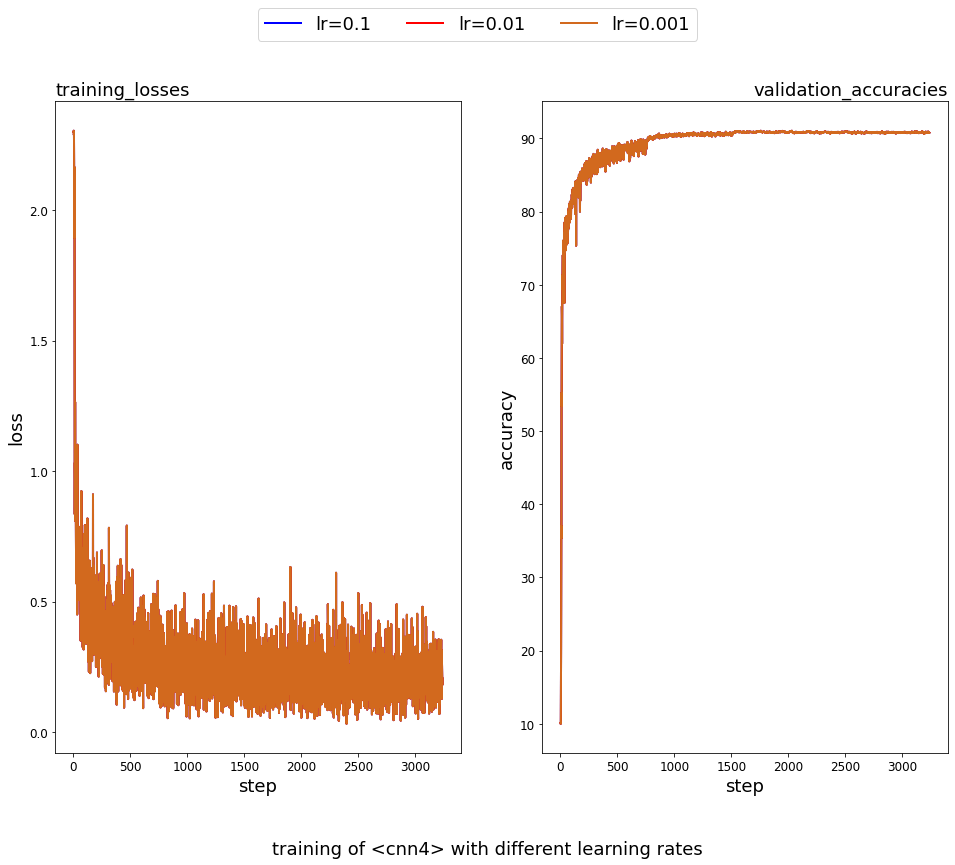 lr=0.1 lr=0.01 lr=0.001
training_losses validation_accuracies
loss
2.0
1.5
1.0
0.5
0.0
0 500 1000 1500 2000 2500 3000
step
accuracy
90
80
70
60
50
40
30
20
10
0 500 1000 1500 2000 2500 3000
step
training of <cnn4> with different learning rates